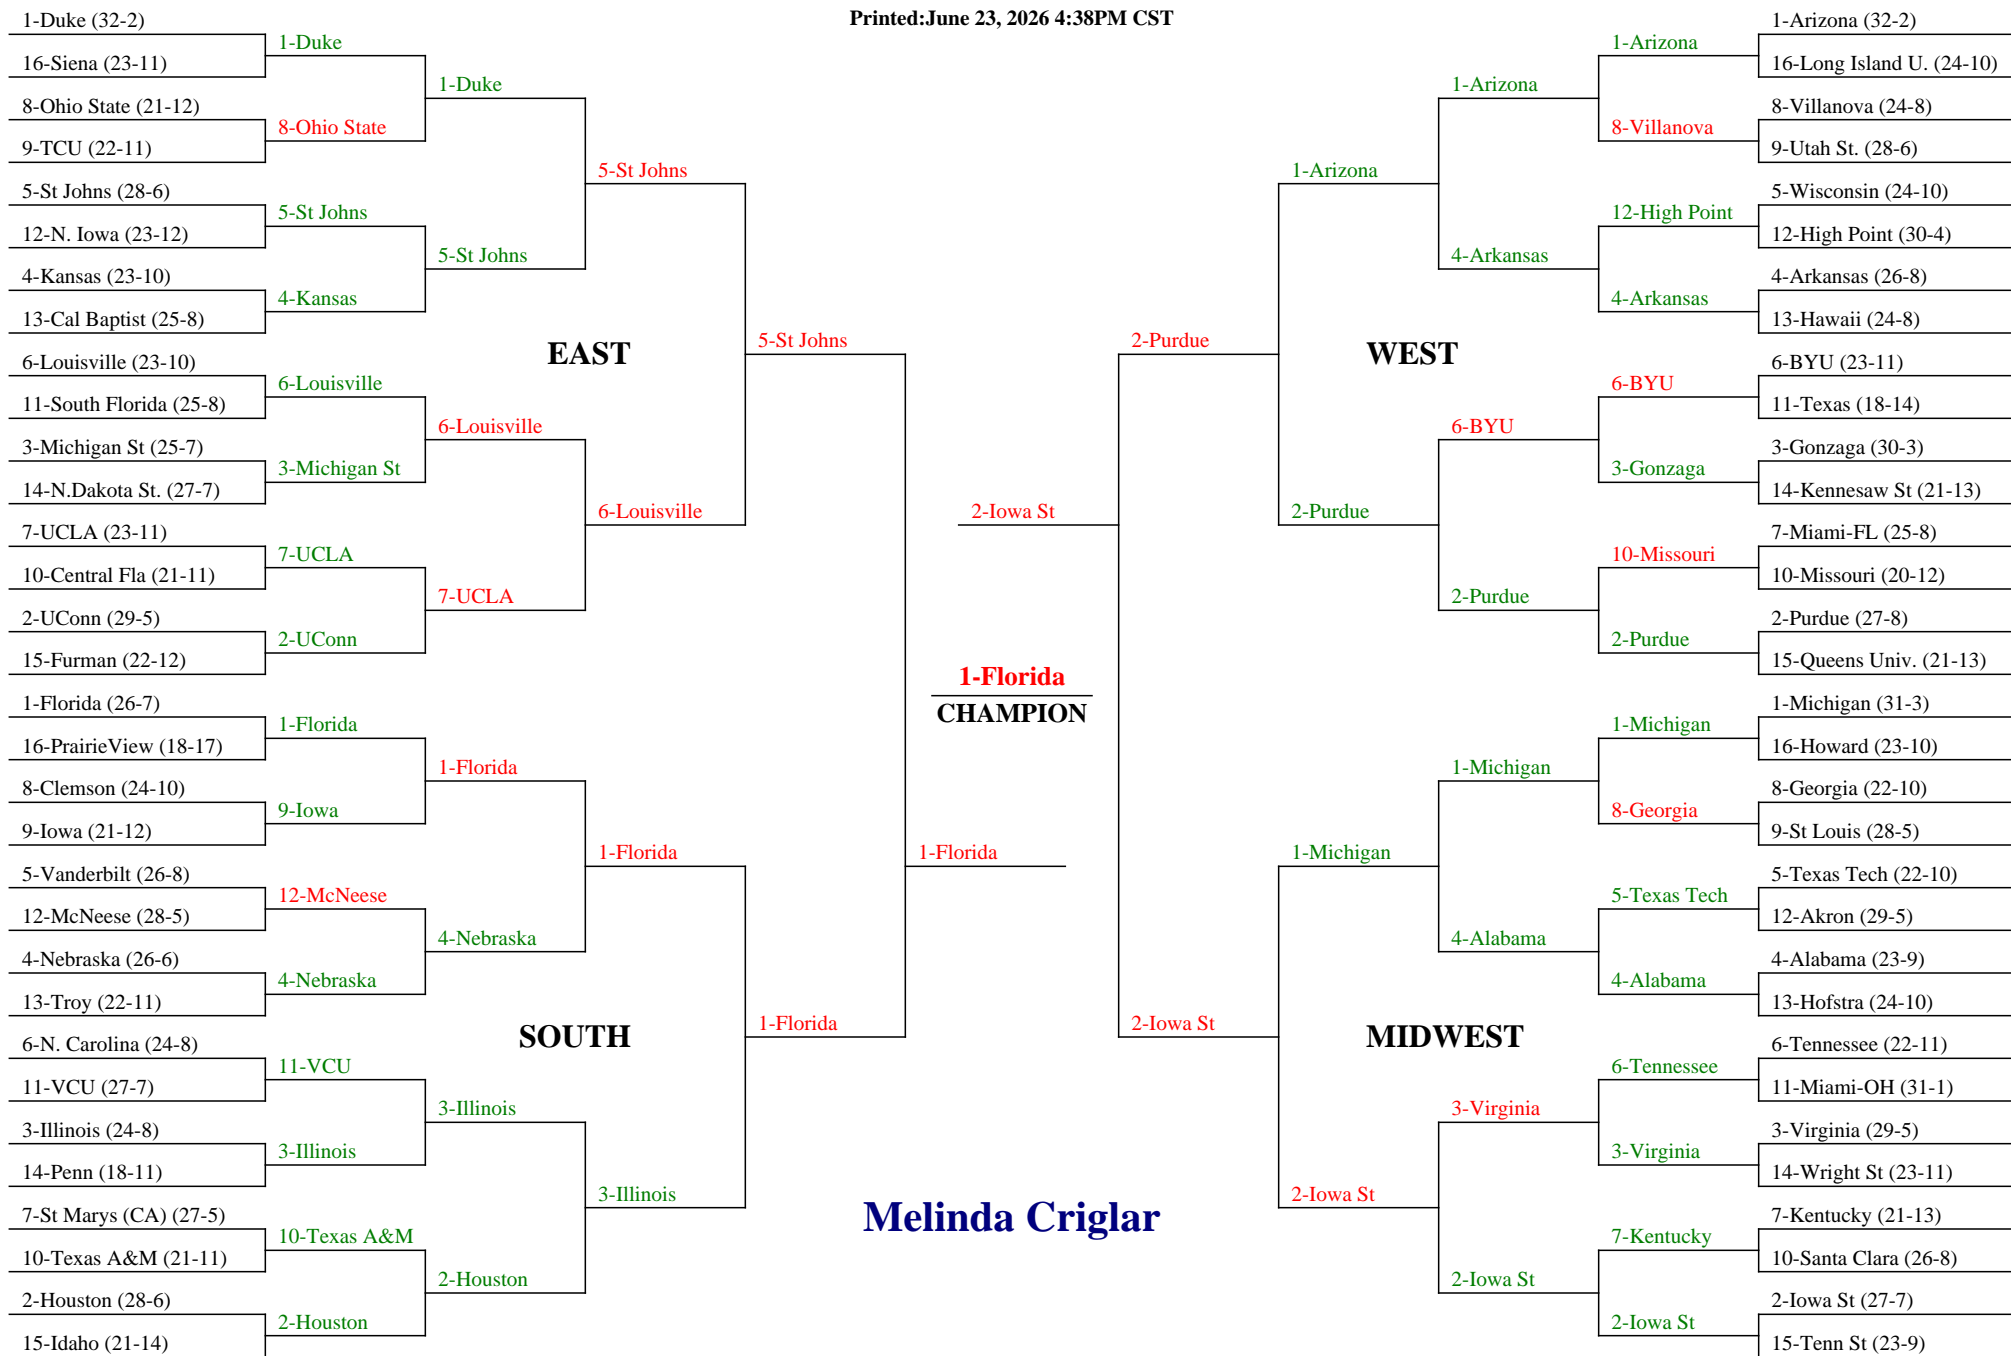 Printed:June 23, 2026 4:38PM CST
1-Duke (32-2)
16-Siena (23-11)
8-Ohio State (21-12)
9-TCU (22-11)
5-St Johns (28-6)
12-N. Iowa (23-12)
4-Kansas (23-10)
13-Cal Baptist (25-8)
6-Louisville (23-10)
11-South Florida (25-8)
3-Michigan St (25-7)
14-N.Dakota St. (27-7)
7-UCLA (23-11)
10-Central Fla (21-11)
2-UConn (29-5)
15-Furman (22-12)
1-Florida (26-7)
16-PrairieView (18-17)
8-Clemson (24-10)
9-Iowa (21-12)
5-Vanderbilt (26-8)
12-McNeese (28-5)
4-Nebraska (26-6)
13-Troy (22-11)
6-N. Carolina (24-8)
11-VCU (27-7)
3-Illinois (24-8)
14-Penn (18-11)
7-St Marys (CA) (27-5)
10-Texas A&M (21-11)
2-Houston (28-6)
15-Idaho (21-14)
1-Duke
8-Ohio State
5-St Johns
4-Kansas
6-Louisville
3-Michigan St
7-UCLA
2-UConn
1-Florida
9-Iowa
12-McNeese
4-Nebraska
11-VCU
3-Illinois
10-Texas A&M
2-Houston
1-Duke
5-St Johns
6-Louisville
7-UCLA
1-Florida
4-Nebraska
3-Illinois
2-Houston
EAST
SOUTH
5-St Johns
6-Louisville
1-Florida
3-Illinois
5-St Johns
1-Florida
1-Florida
2-Iowa St
1-Florida
CHAMPION
Melinda Criglar
2-Purdue
2-Iowa St
1-Arizona
2-Purdue
1-Michigan
2-Iowa St
WEST
MIDWEST
1-Arizona
4-Arkansas
6-BYU
2-Purdue
1-Michigan
4-Alabama
3-Virginia
2-Iowa St
1-Arizona
8-Villanova
12-High Point
4-Arkansas
6-BYU
3-Gonzaga
10-Missouri
2-Purdue
1-Michigan
8-Georgia
5-Texas Tech
4-Alabama
6-Tennessee
3-Virginia
7-Kentucky
2-Iowa St
1-Arizona (32-2)
16-Long Island U. (24-10)
8-Villanova (24-8)
9-Utah St. (28-6)
5-Wisconsin (24-10)
12-High Point (30-4)
4-Arkansas (26-8)
13-Hawaii (24-8)
6-BYU (23-11)
11-Texas (18-14)
3-Gonzaga (30-3)
14-Kennesaw St (21-13)
7-Miami-FL (25-8)
10-Missouri (20-12)
2-Purdue (27-8)
15-Queens Univ. (21-13)
1-Michigan (31-3)
16-Howard (23-10)
8-Georgia (22-10)
9-St Louis (28-5)
5-Texas Tech (22-10)
12-Akron (29-5)
4-Alabama (23-9)
13-Hofstra (24-10)
6-Tennessee (22-11)
11-Miami-OH (31-1)
3-Virginia (29-5)
14-Wright St (23-11)
7-Kentucky (21-13)
10-Santa Clara (26-8)
2-Iowa St (27-7)
15-Tenn St (23-9)